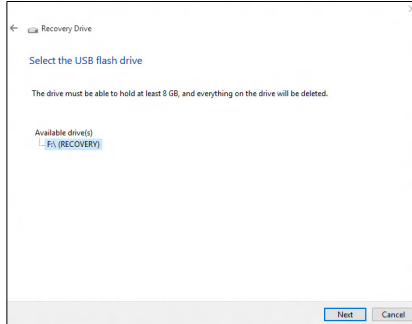 Recovery Drive
Select the USB flash drive
The drive must be able to hold at least 8 GB, and everything on the drive will be deleted.
Available drive(s)
F:\ (RECOVERY)
Next Cancel